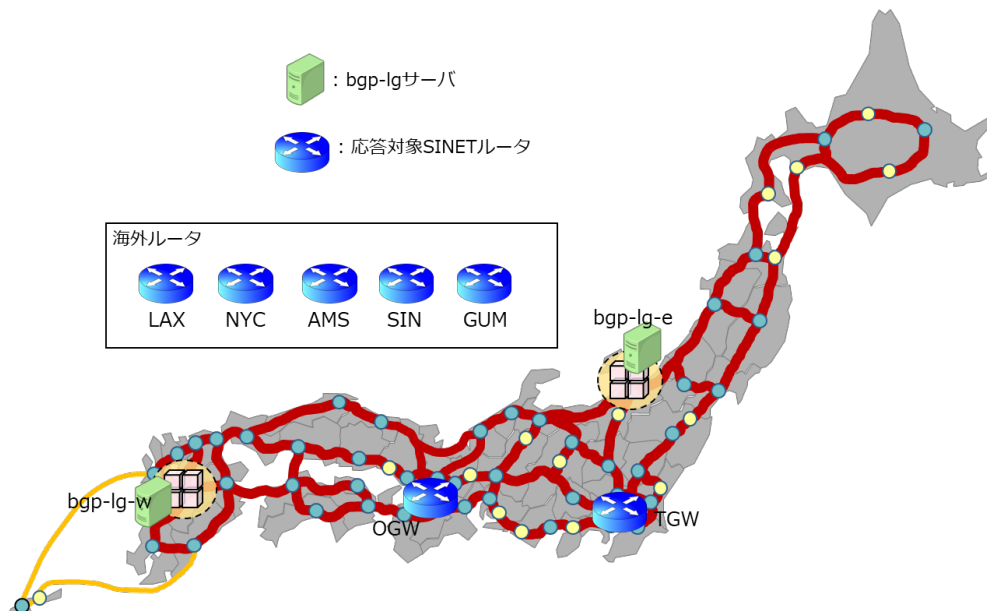 ：bgp-lgサーバ
：応答対象SINETルータ
海外ルータ
LAX NYC AMS SIN GUM
bgp-lg-e
bgp-lg-w
OGW
TGW